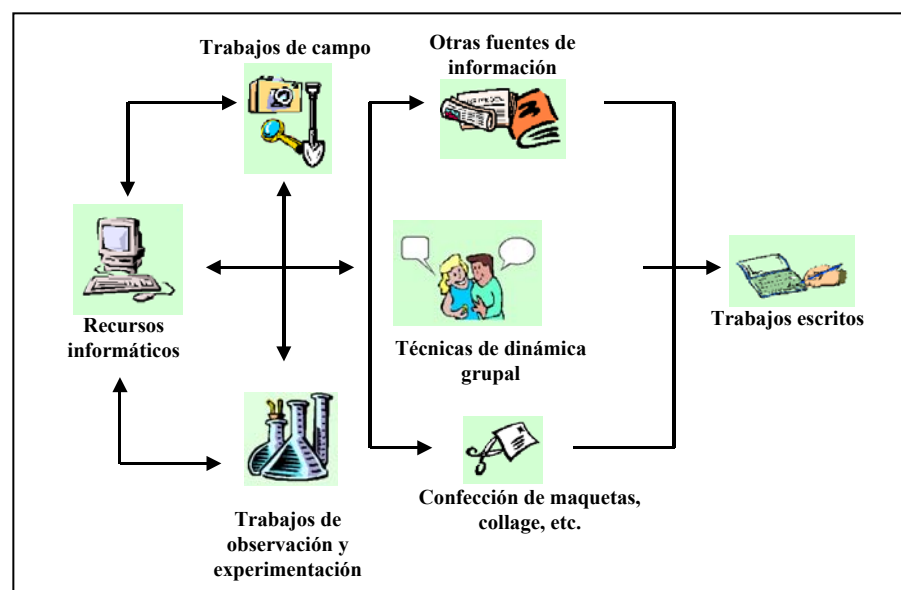 Trabajos de campo
Otras fuentes de
información
Recursos
informáticos
Técnicas de dinámica
grupal
Trabajos escritos
Trabajos de
observación y
experimentación
Confección de maquetas,
collage, etc.